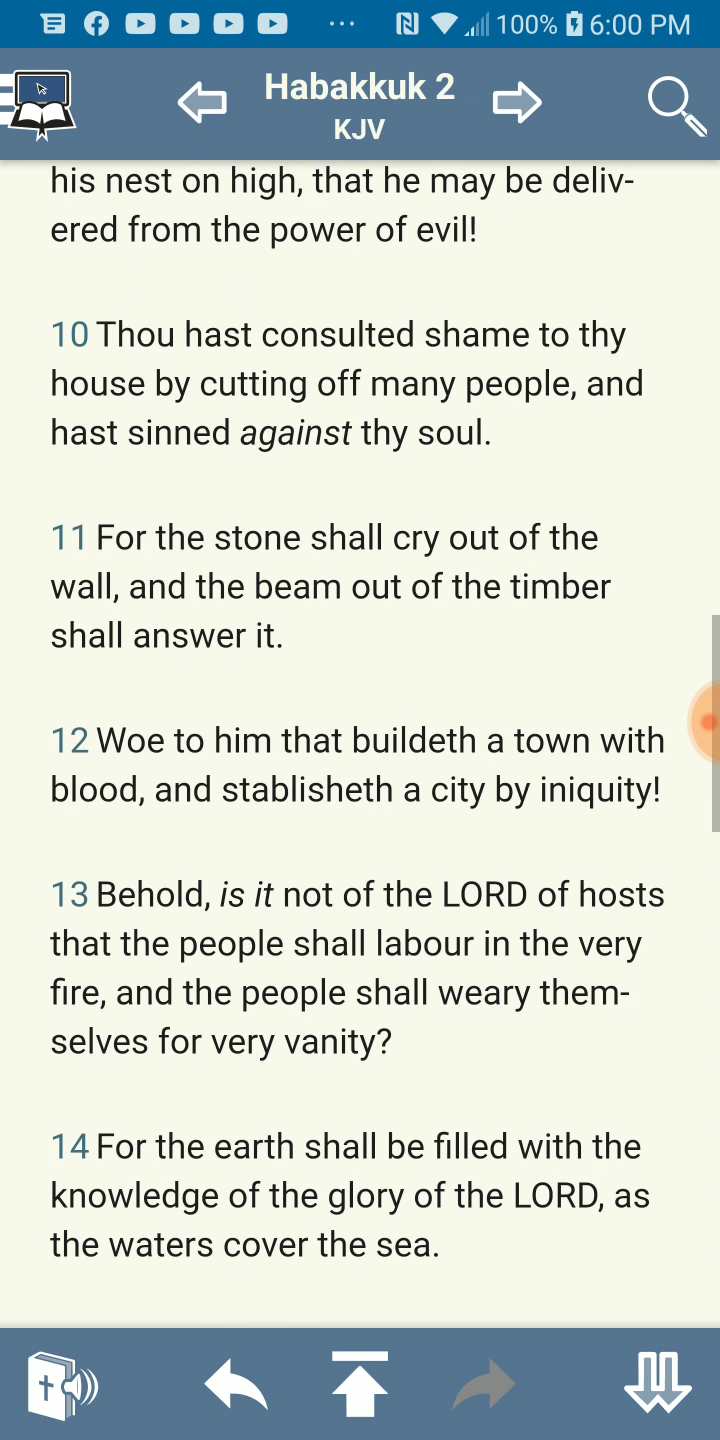 100% 6:00 PM
Habakkuk 2
KJV
his nest on high, that he may be deliv-
ered from the power of evil!
10 Thou hast consulted shame to thy
house by cutting off many people, and
hast sinned against thy soul.
11 For the stone shall cry out of the
wall, and the beam out of the timber
shall answer it.
12 Woe to him that buildeth a town with
blood, and stablisheth a city by iniquity!
13 Behold, is it not of the LORD of hosts
that the people shall labour in the very
fire, and the people shall weary them-
selves for very vanity?
14 For the earth shall be filled with the
knowledge of the glory of the LORD, as
the waters cover the sea.